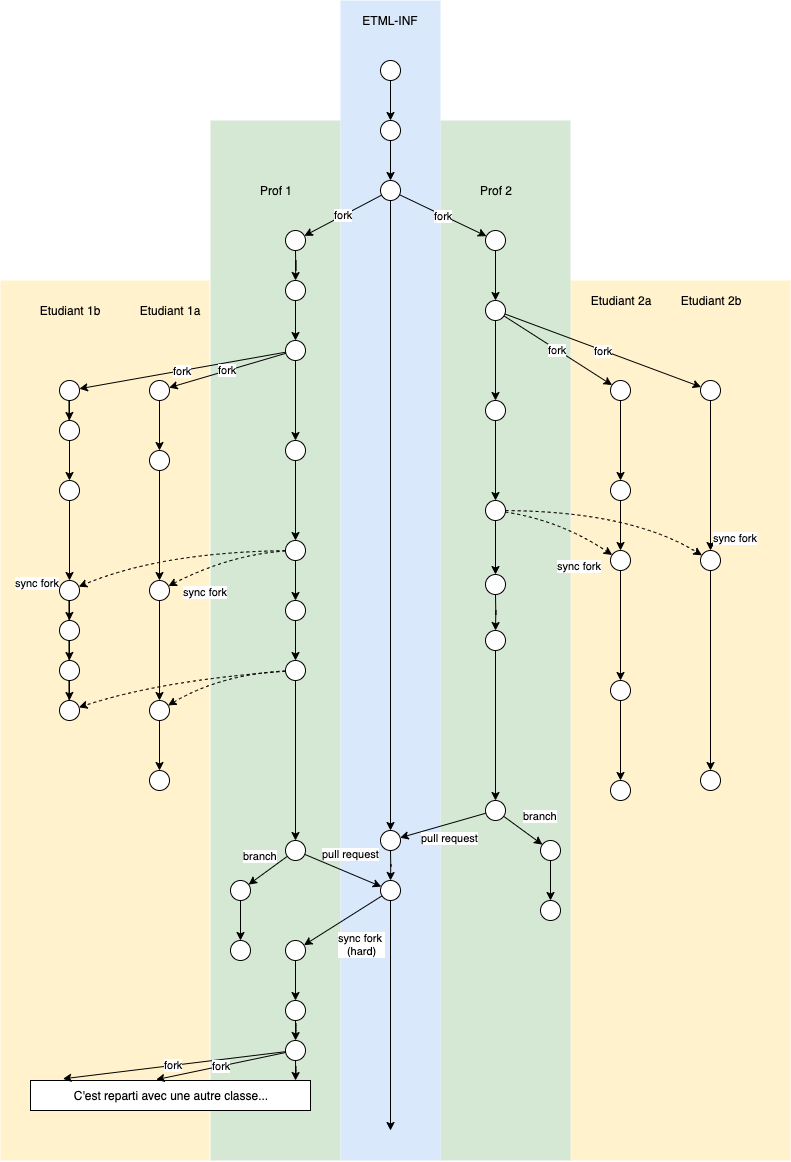 ETML-INF
Prof 1
Prof 2
fork
fork
Etudiant 1b
Etudiant 1a
Etudiant 2a
Etudiant 2b
fork
fork
fork
fork
sync fork
sync fork
sync fork
sync fork
branch
pull request
pull request
branch
sync fork
(hard)
fork
fork
C'est reparti avec une autre classe...